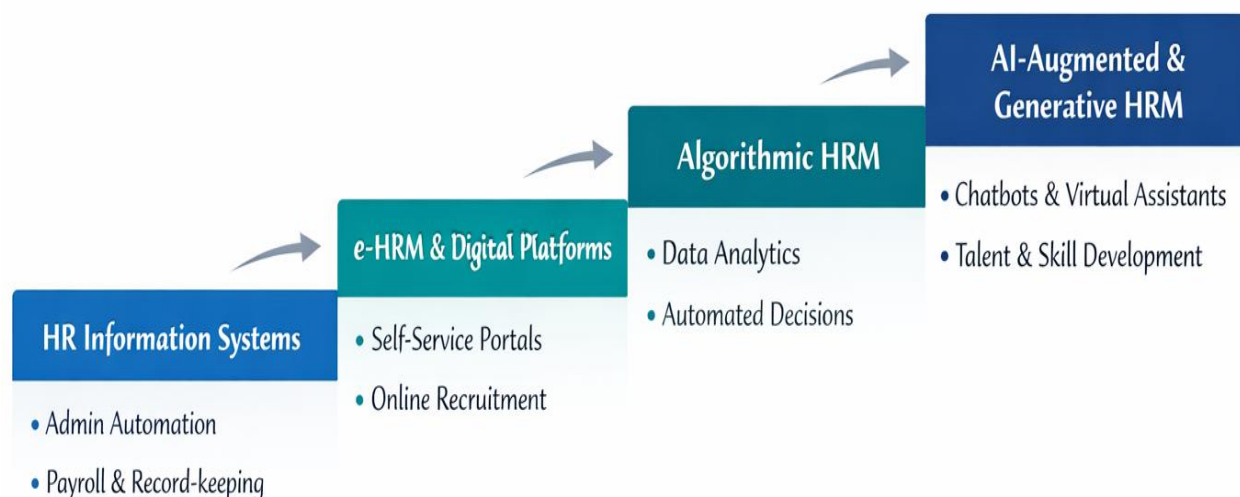 HR Information Systems
• Admin Automation
• Payroll & Record-keeping
e-HRM & Digital Platforms
• Self-Service Portals
• Online Recruitment
Algorithmic HRM
• Data Analytics
• Automated Decisions
AI-Augmented &
Generative HRM
• Chatbots & Virtual Assistants
• Talent & Skill Development